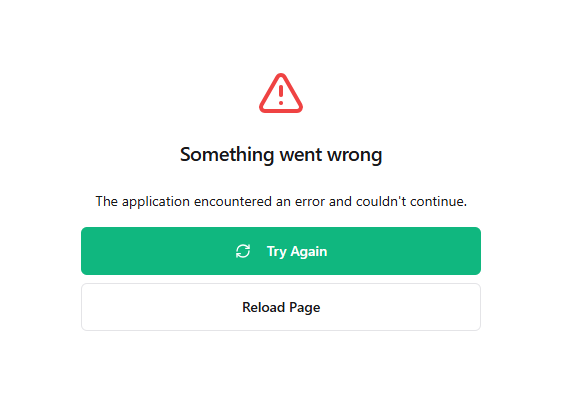 Something went wrong
The application encountered an error and couldn't continue.
Try Again
Reload Page